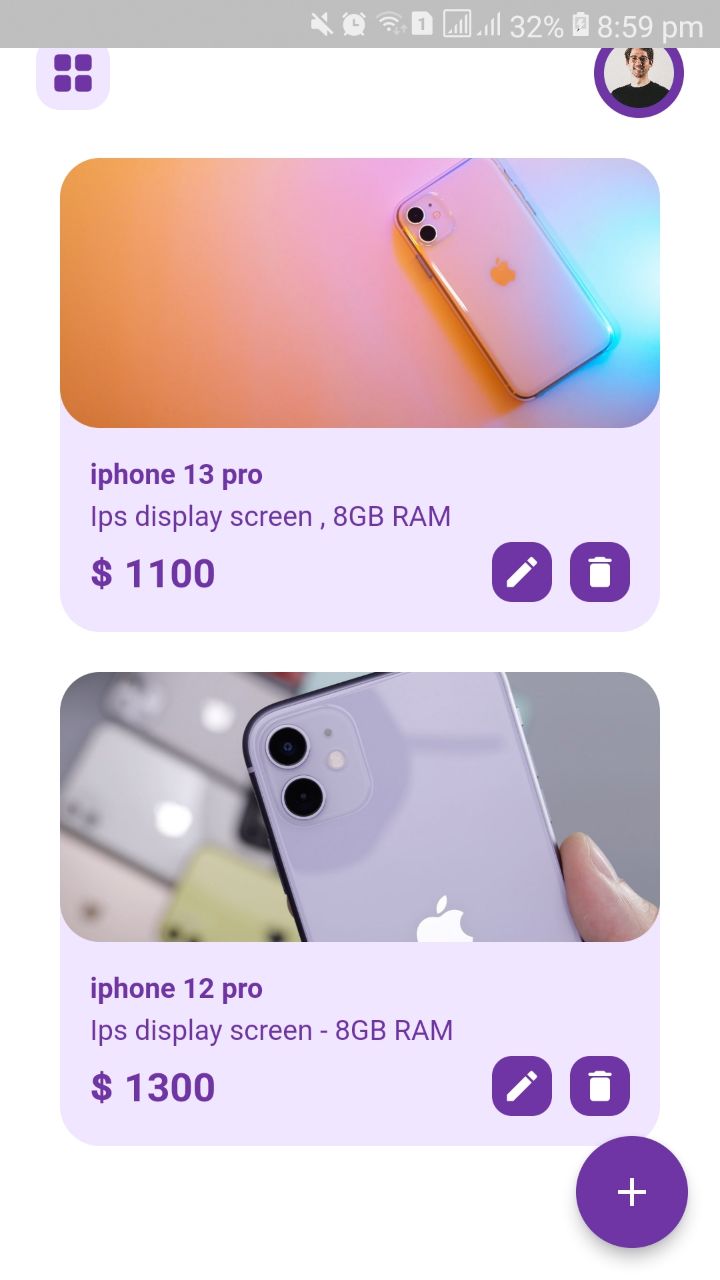 1 32% 8:59 pm
iphone 13 pro
Ips display screen , 8GB RAM
$ 1100
iphone 12 pro
Ips display screen - 8GB RAM
$ 1300